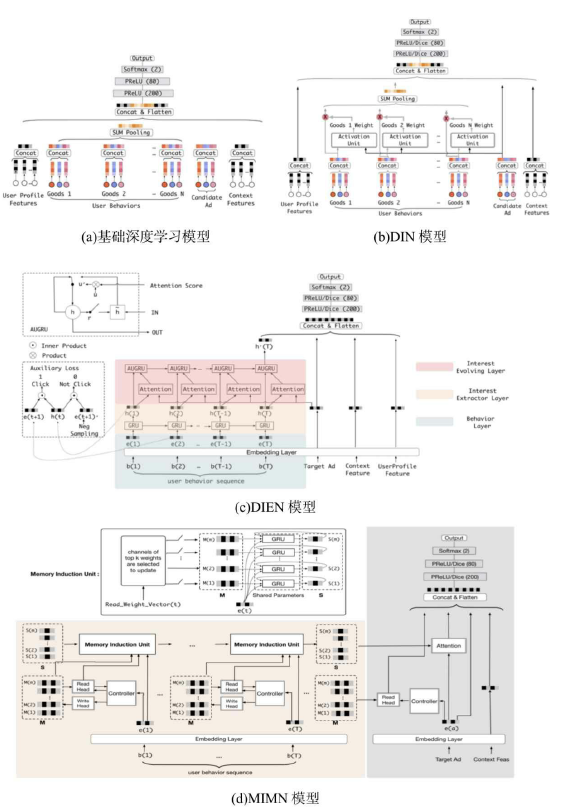 Output
Softmax (2)
PReLU (80)
PReLU (200)
Concat & Flatten
SUM Pooling
Concat Concat Concat Concat Concat Concat
User Profile Features
Goods 1 Goods 2 … Goods N
Candidate Ad
Context Features
User Behaviors
(a)基础深度学习模型
Output
Softmax (2)
PReLU/Dice (80)
PReLU/Dice (200)
Concat & Flatten
SUM Pooling
Goods 1 Weight Goods 2 Weight Goods N Weight
Activation Unit Activation Unit Activation Unit
Concat Concat Concat Concat Concat Concat
User Profile Features
Goods 1 Goods 2 … Goods N
Candidate Ad
Context Features
User Behaviors
(b)DIN 模型
Attention Score
IN
OUT
AUGRU
Inner Product
Product
Auxiliary Loss
1 0
Click Not Click
e(t+1) h(t) e(t+1)-
Neg Sampling
Output
Softmax (2)
PReLU/Dice (80)
PReLU/Dice (200)
Concat & Flatten
h'(T)
AUGRU AUGRU … AUGRU AUGRU
Attention Attention Attention Attention
h(1) h(2) h(T-1) h(T)
GRU GRU … GRU GRU
e(1) e(2) … e(T-1) e(T)
Embedding Layer
b(1) b(2) … b(T-1) b(T)
user behavior sequence
Target Ad
Context Feature
UserProfile Feature
Interest Evolving Layer
Interest Extractor Layer
Behavior Layer
(c)DIEN 模型
Memory Induction Unit :
channels of top k weights are selected to update
Read_Weight_Vector(t)
M(n)
M(2)
M(1)
M
GRU
GRU
GRU
Shared Parameters
e(t)
S(n)
S(2)
S(1)
S
S(n)
S(2)
S(1)
S
Memory Induction Unit … Memory Induction Unit
S(n)
S(2)
S(1)
S
M(n)
M(2)
M(1)
M
Read Head
Write Head
Controller
e(1)
M(n)
M(2)
M(1)
M
Read Head
Write Head
Controller
e(T)
M(n)
M(2)
M(1)
M
Embedding Layer
b(1) … b(T)
user behavior sequence
Output
Softmax (2)
PReLU/Dice (80)
PReLU/Dice (200)
Concat & Flatten
Attention
Read Head
Controller
e(a)
Embedding Layer
Target Ad
Context Feas
(d)MIMN 模型